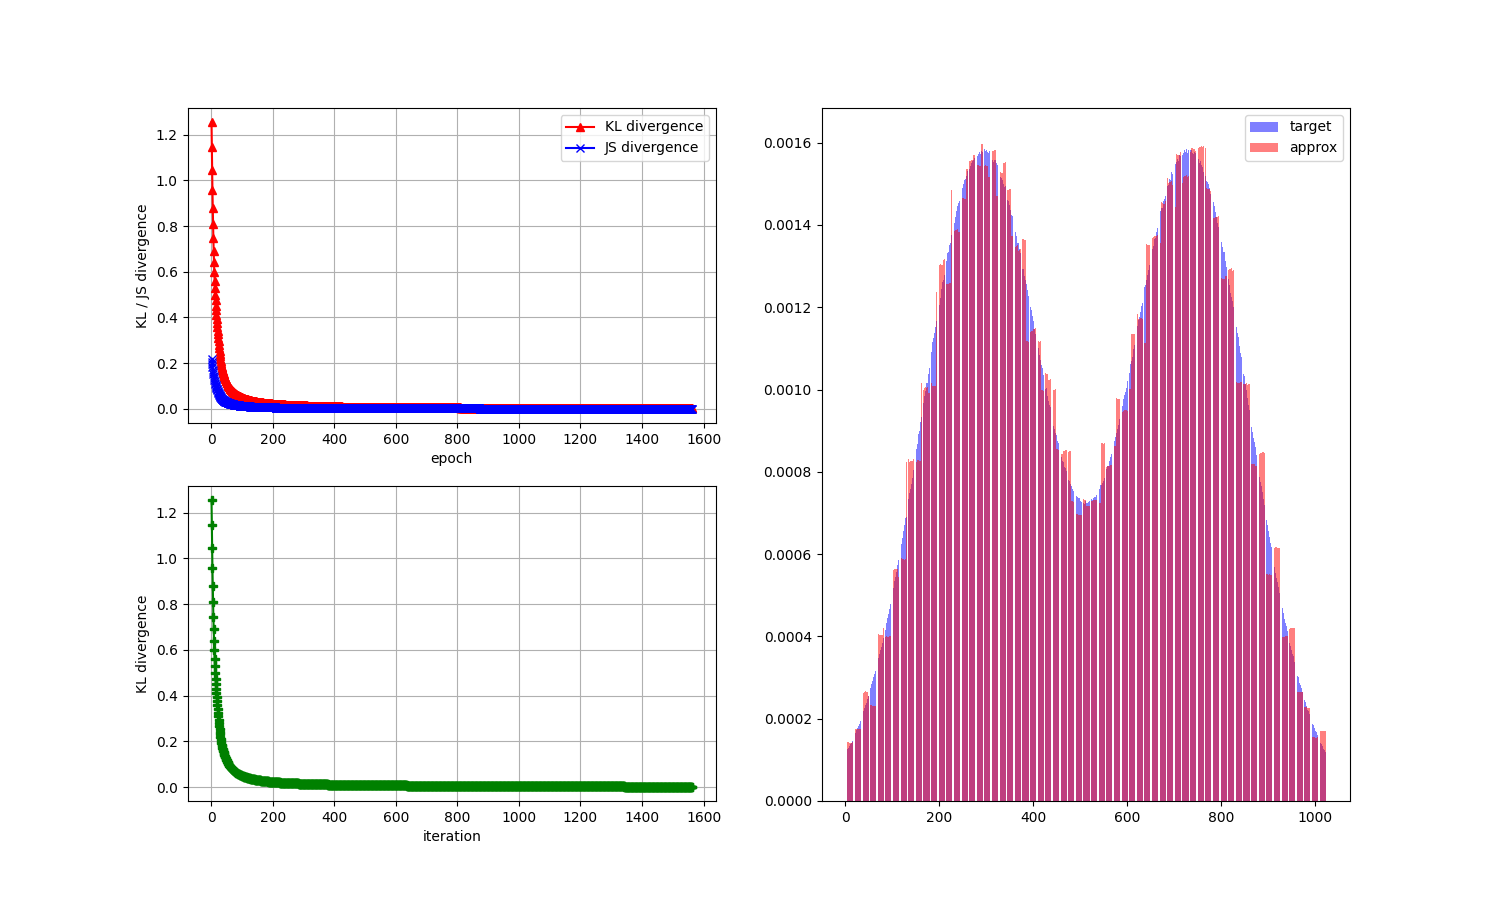 1.2
1.0
0.8
0.6
0.4
0.2
0.0
KL / JS divergence
KL divergence
JS divergence
0 200 400 600 800 1000 1200 1400 1600
epoch
1.2
1.0
0.8
0.6
0.4
0.2
0.0
KL divergence
0 200 400 600 800 1000 1200 1400 1600
iteration
0.0016
0.0014
0.0012
0.0010
0.0008
0.0006
0.0004
0.0002
0.0000
target
approx
0 200 400 600 800 1000